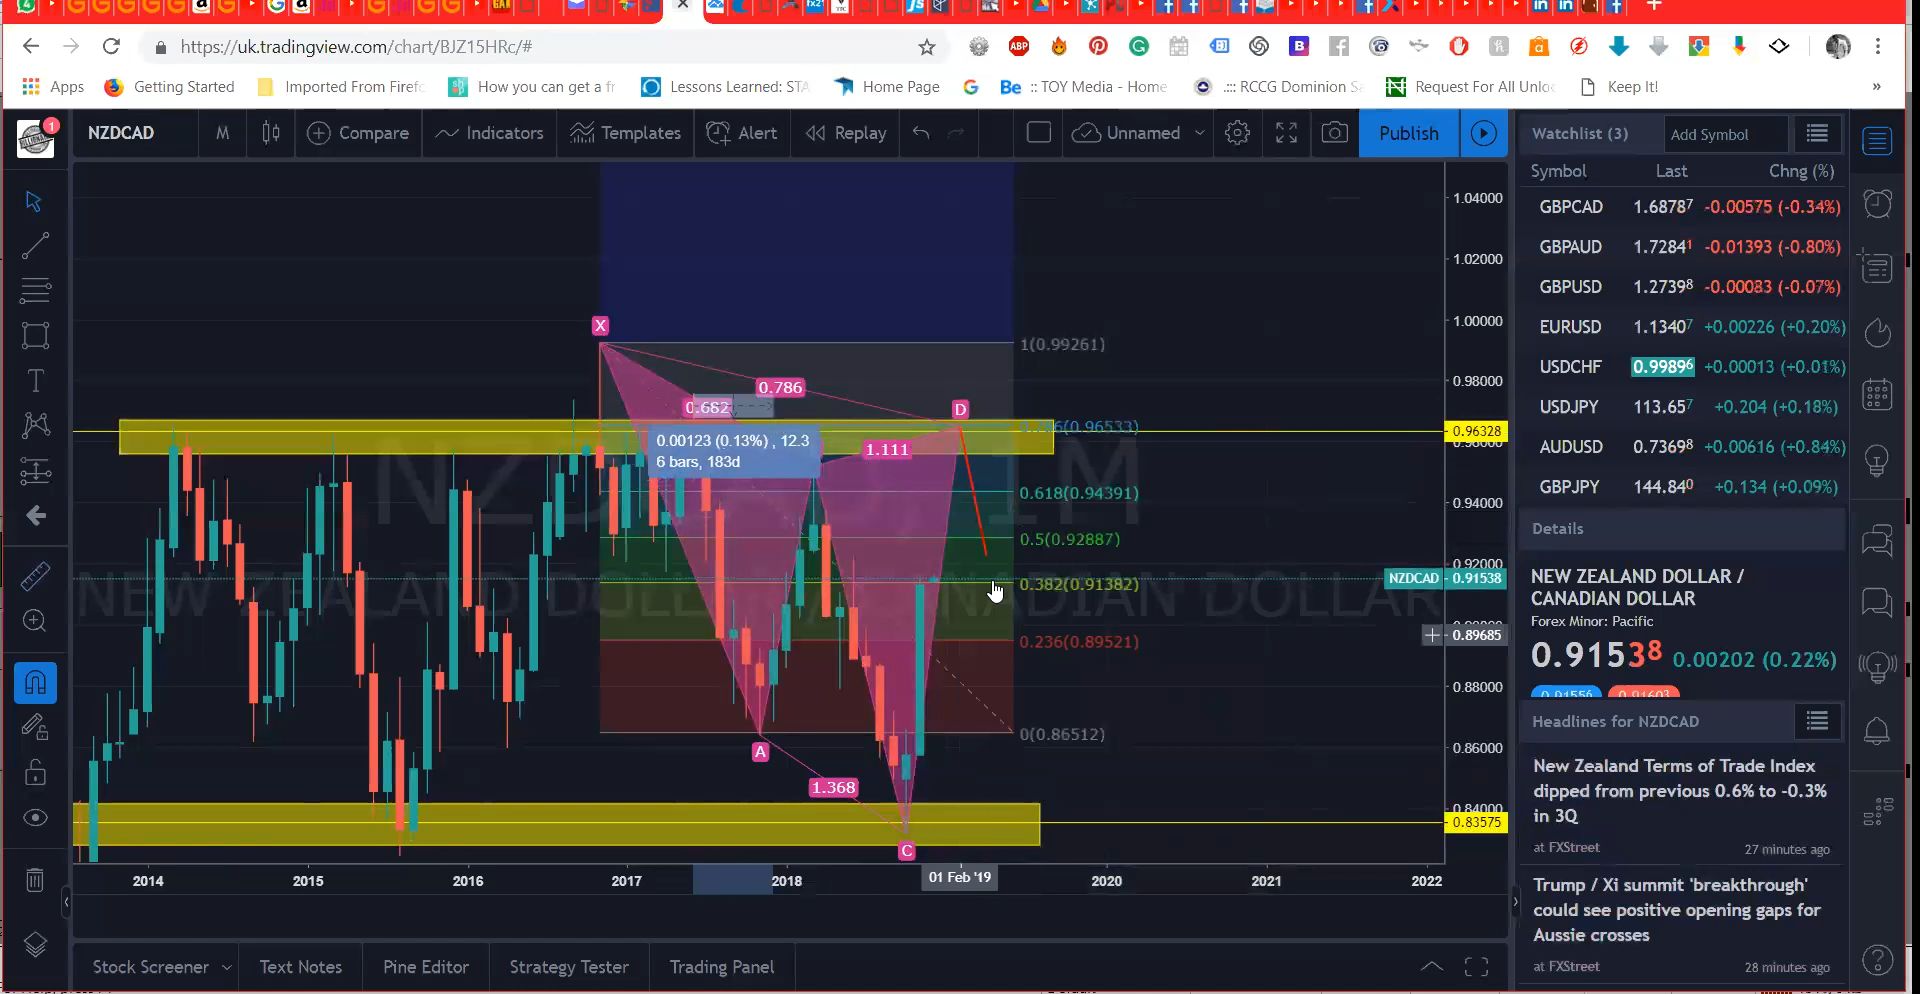 https://uk.tradingview.com/chart/BJZ15HRc/#
Apps
Getting Started
Imported From Firefo
How you can get a fr
Lessons Learned: STA
Home Page
:: TOY Media - Home
.::: RCCG Dominion Sa
Request For All Unlo
Keep It!
»
NZDCAD
M
Compare
Indicators
Templates
Alert
Replay
Unnamed
Publish
Watchlist (3)
Add Symbol
Symbol Last Chng (%)
GBPCAD 1.68787 -0.00575 (-0.34%)
GBPAUD 1.72841 -0.01393 (-0.80%)
GBPUSD 1.27398 -0.00083 (-0.07%)
EURUSD 1.13407 +0.00226 (+0.20%)
USDCHF 0.99896 +0.00013 (+0.01%)
USDJPY 113.657 +0.204 (+0.18%)
AUDUSD 0.73698 +0.00616 (+0.84%)
GBPJPY 144.840 +0.134 (+0.09%)
Details
NEW ZEALAND DOLLAR /
CANADIAN DOLLAR
Forex Minor: Pacific
0.91538 0.00202 (0.22%)
0.91556 0.91603
Headlines for NZDCAD
New Zealand Terms of Trade Index
dipped from previous 0.6% to -0.3%
in 3Q
at FXStreet 27 minutes ago
Trump / Xi summit 'breakthrough'
could see positive opening gaps for
Aussie crosses
at FXStreet 28 minutes ago
1.04000
1.02000
1.00000
0.98000
0.96328
0.96000
0.94000
0.92000
NZDCAD 0.91538
0.89685
0.88000
0.86000
0.84000
0.83575
X
0.786
0.682
D
1.111
0.00123 (0.13%) , 12.3
6 bars, 183d
A
1.368
C
1(0.99261)
0.786(0.96533)
0.618(0.94391)
0.5(0.92887)
0.382(0.91382)
0.236(0.89521)
0(0.86512)
2014 2015 2016 2017 2018 01 Feb '19 2020 2021 2022
Stock Screener
Text Notes
Pine Editor
Strategy Tester
Trading Panel